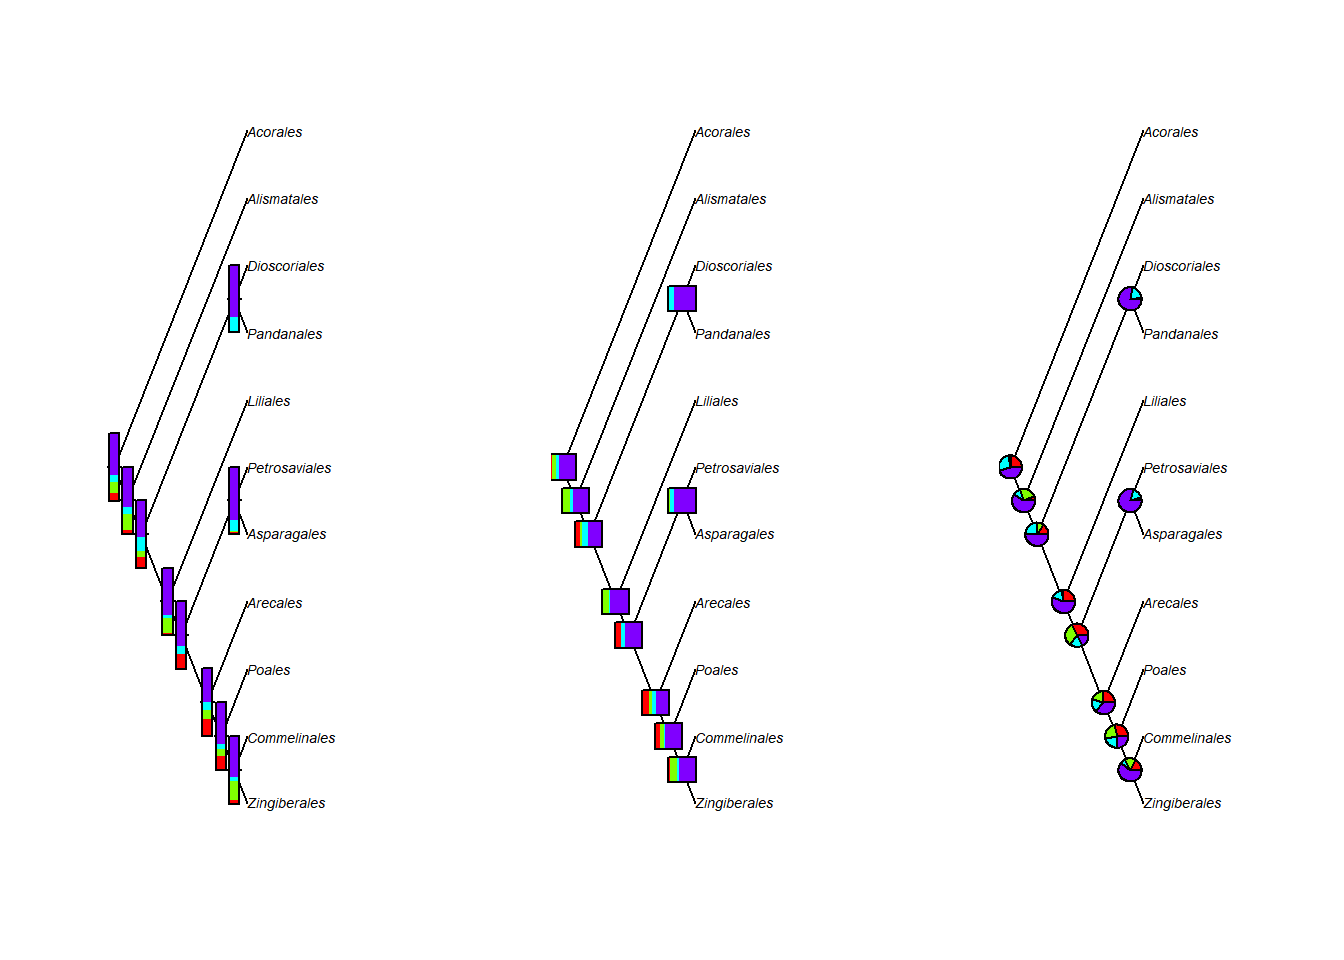 Acorales
Alismatales
Dioscoriales
Pandanales
Liliales
Petrosaviales
Asparagales
Arecales
Poales
Commelinales
Zingiberales
Acorales
Alismatales
Dioscoriales
Pandanales
Liliales
Petrosaviales
Asparagales
Arecales
Poales
Commelinales
Zingiberales
Acorales
Alismatales
Dioscoriales
Pandanales
Liliales
Petrosaviales
Asparagales
Arecales
Poales
Commelinales
Zingiberales